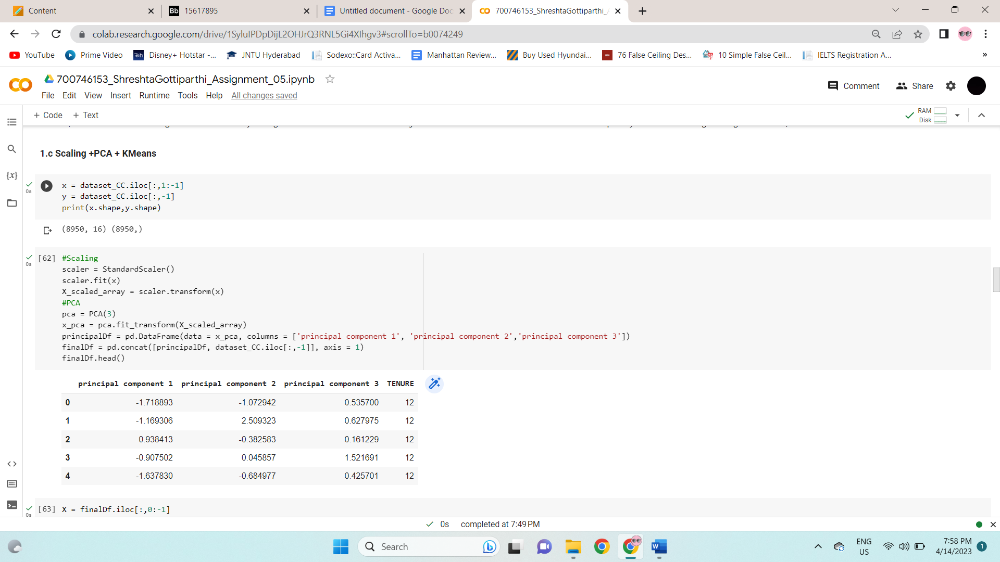 Content
Bb 15617895
Untitled document - Google Doc
700746153_ShreshtaGottiparthi_A
colab.research.google.com/drive/1SyluIPDpDijL2OHJrQ3RNL5Gi4XIhgv3#scrollTo=b0074249
YouTube Prime Video Disney+ Hotstar -... JNTU Hyderabad Sodexo::Card Activa... Manhattan Review... Buy Used Hyundai... 76 False Ceiling Des... 10 Simple False Ceil... IELTS Registration A... »
700746153_ShreshtaGottiparthi_Assignment_05.ipynb
File Edit View Insert Runtime Tools Help All changes saved
Comment Share
+ Code + Text
RAM
Disk
1.c Scaling +PCA + KMeans
{x}
0s
x = dataset_CC.iloc[:,1:-1]
y = dataset_CC.iloc[:,-1]
print(x.shape,y.shape)
(8950, 16) (8950,)
0s
[62] #Scaling
scaler = StandardScaler()
scaler.fit(x)
X_scaled_array = scaler.transform(x)
#PCA
pca = PCA(3)
x_pca = pca.fit_transform(X_scaled_array)
principalDf = pd.DataFrame(data = x_pca, columns = ['principal component 1', 'principal component 2','principal component 3'])
finalDf = pd.concat([principalDf, dataset_CC.iloc[:,-1]], axis = 1)
finalDf.head()
principal component 1 principal component 2 principal component 3 TENURE
0 -1.718893 -1.072942 0.535700 12
1 -1.169306 2.509323 0.627975 12
2 0.938413 -0.382583 0.161229 12
3 -0.907502 0.045857 1.521691 12
4 -1.637830 -0.684977 0.425701 12
[63] X = finalDf.iloc[:,0:-1]
0s
0s completed at 7:49 PM
Search
W
ENG
US
7:58 PM
4/14/2023
1